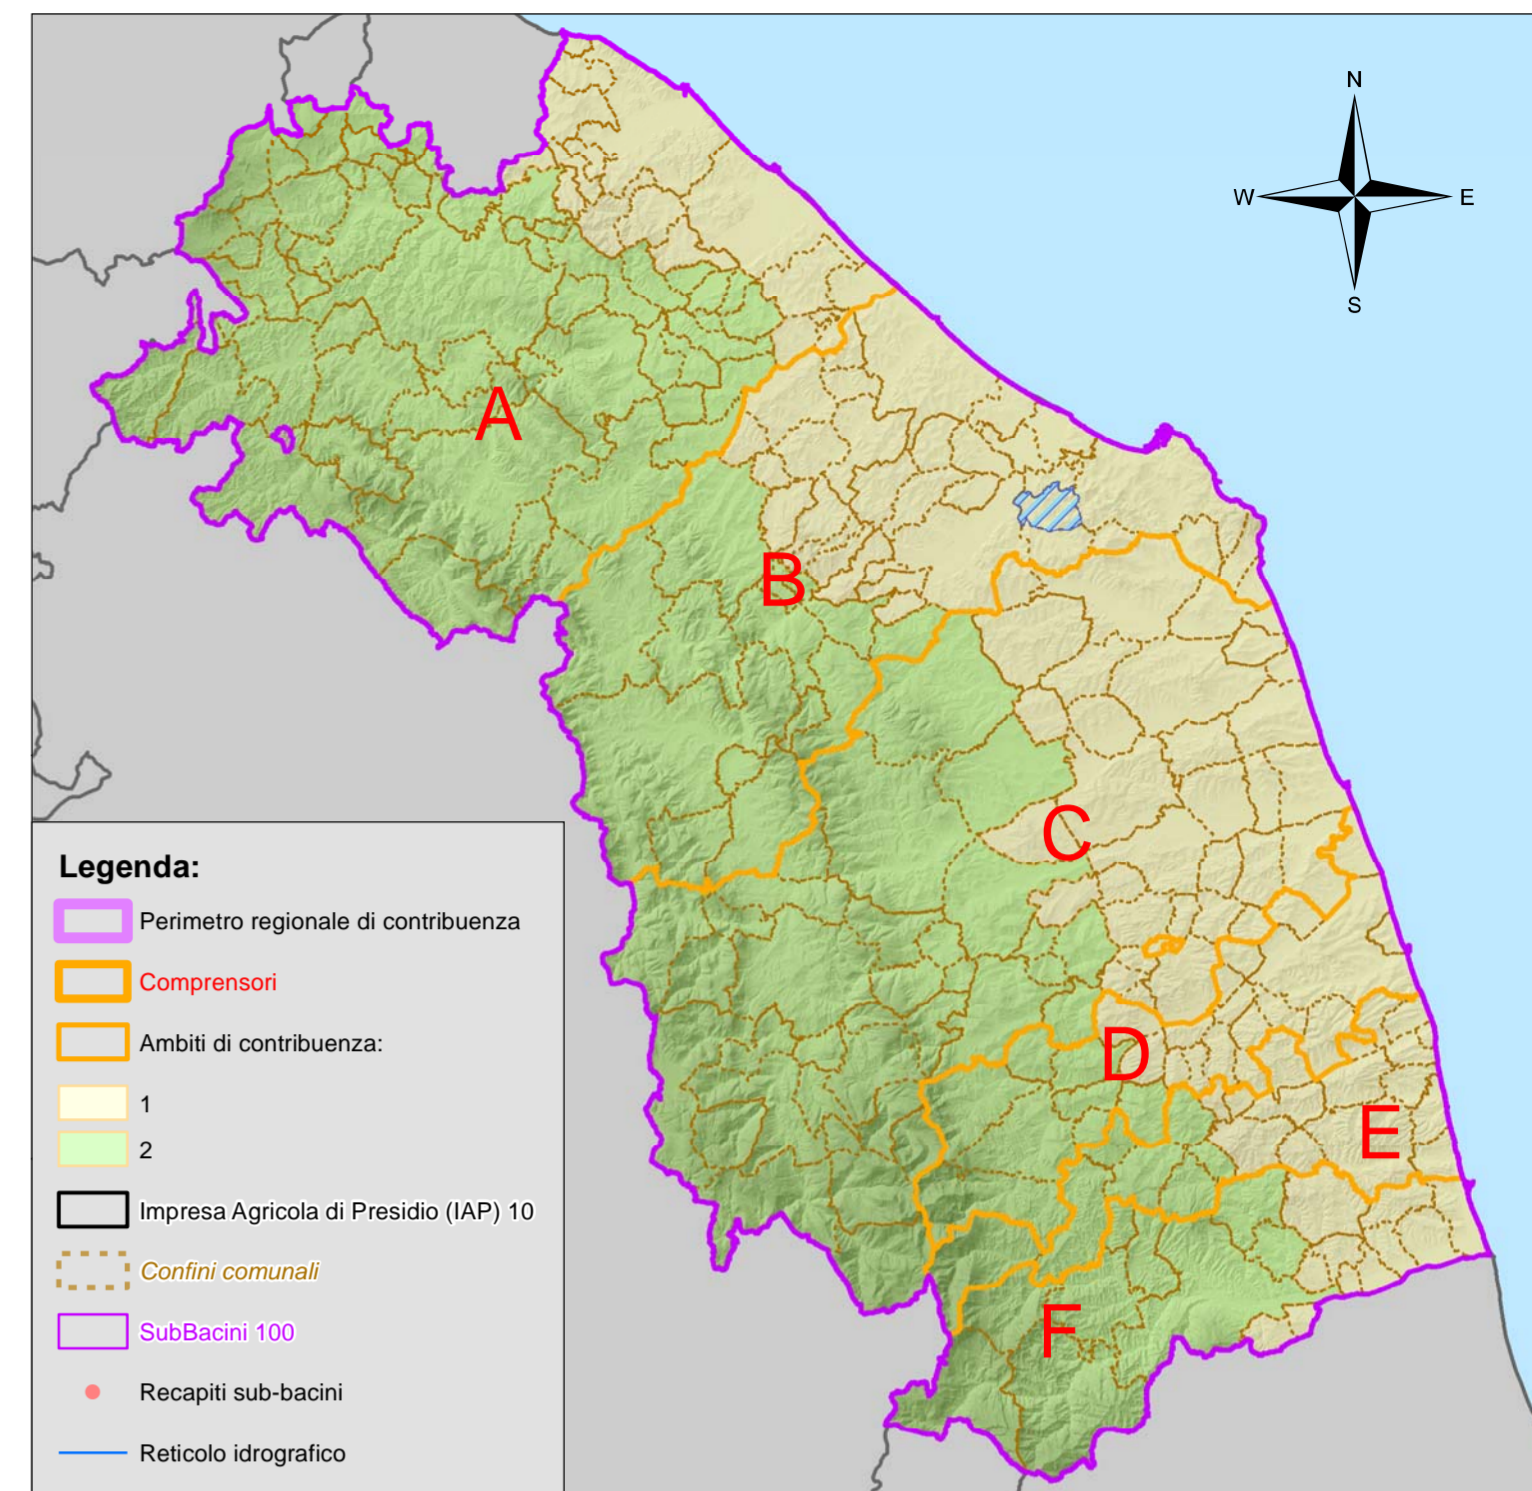 N
W E
S
A
B
C
D
E
F
Legenda:
Perimetro regionale di contribuenza
Comprensori
Ambiti di contribuenza:
1
2
Impresa Agricola di Presidio (IAP) 10
Confini comunali
SubBacini 100
Recapiti sub-bacini
Reticolo idrografico